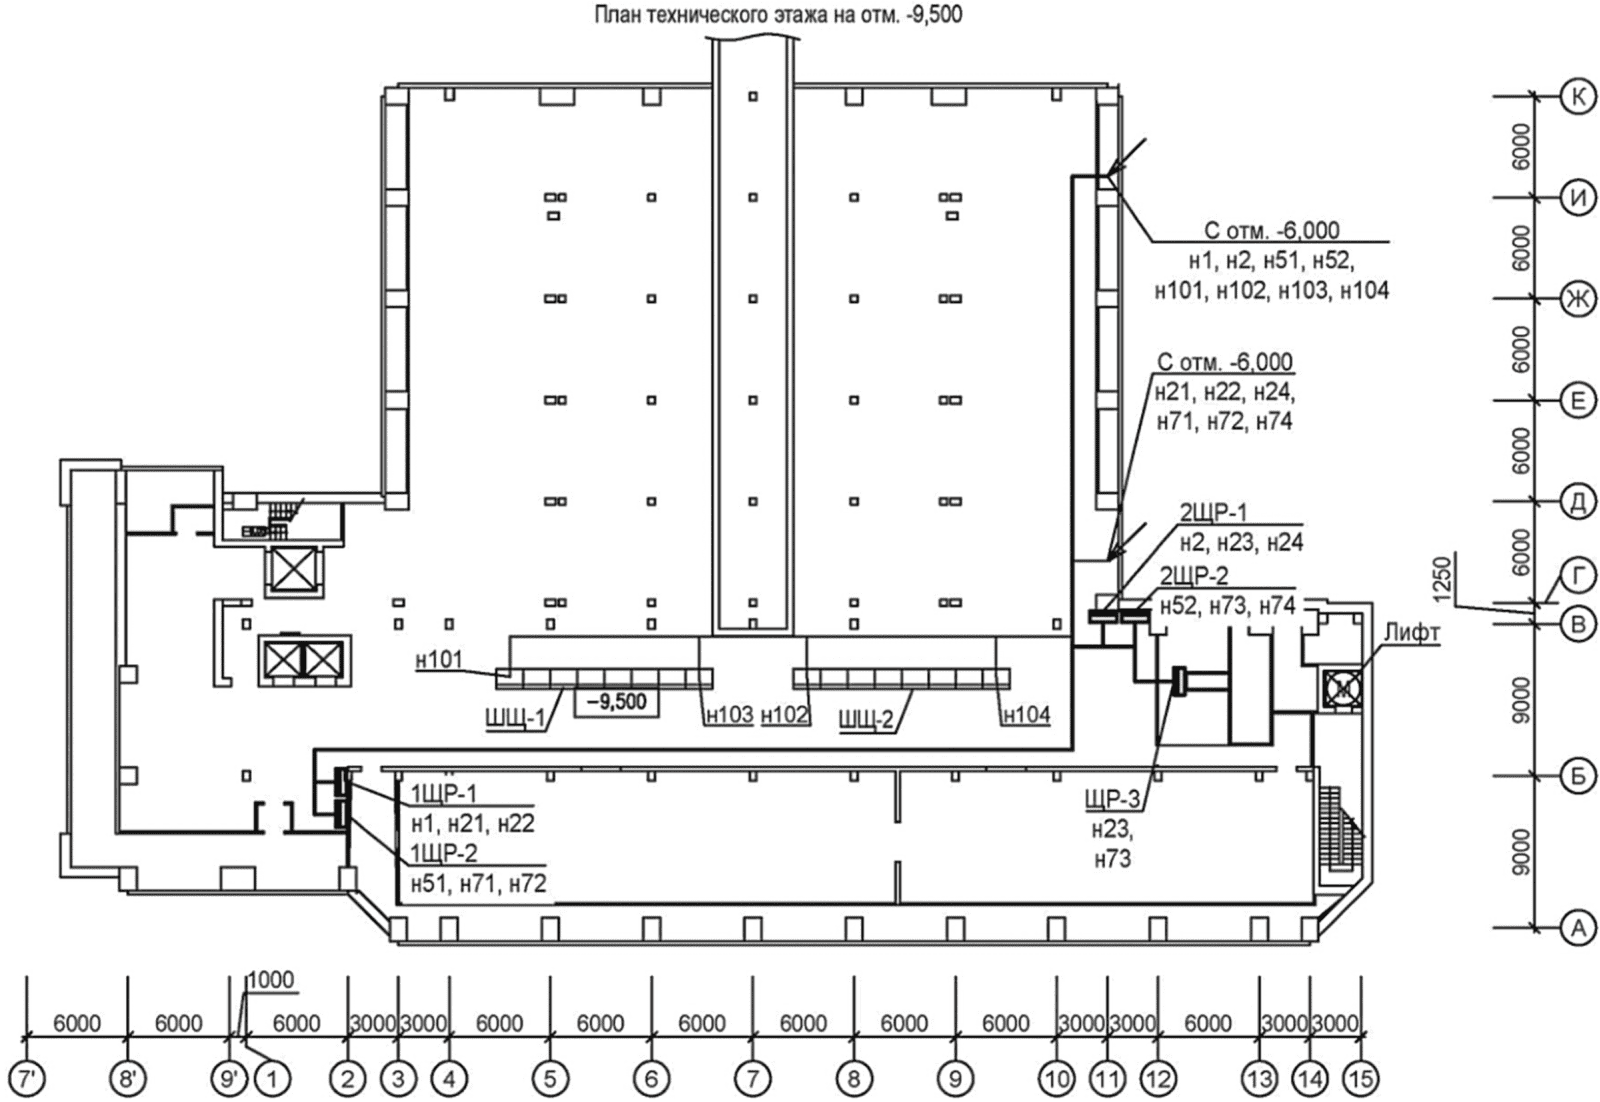 План технического этажа на отм. -9,500
К
6000
И
С отм. -6,000
н1, н2, н51, н52,
н101, н102, н103, н104
6000
Ж
6000
С отм. -6,000
н21, н22, н24,
н71, н72, н74
Е
6000
Д
2ЩР-1
н2, н23, н24
6000
2ЩР-2
н52, н73, н74
Г
1250
В
Лифт
М
н101
ШЩ-1
-9,500
н103
н102
ШЩ-2
н104
9000
Б
1ЩР-1
н1, н21, н22
1ЩР-2
н51, н71, н72
ЩР-3
н23,
н73
9000
А
1000
6000 6000 6000 3000 3000 6000 6000 6000 6000 6000 6000 3000 3000 6000 3000 3000
7' 8' 9' 1 2 3 4 5 6 7 8 9 10 11 12 13 14 15